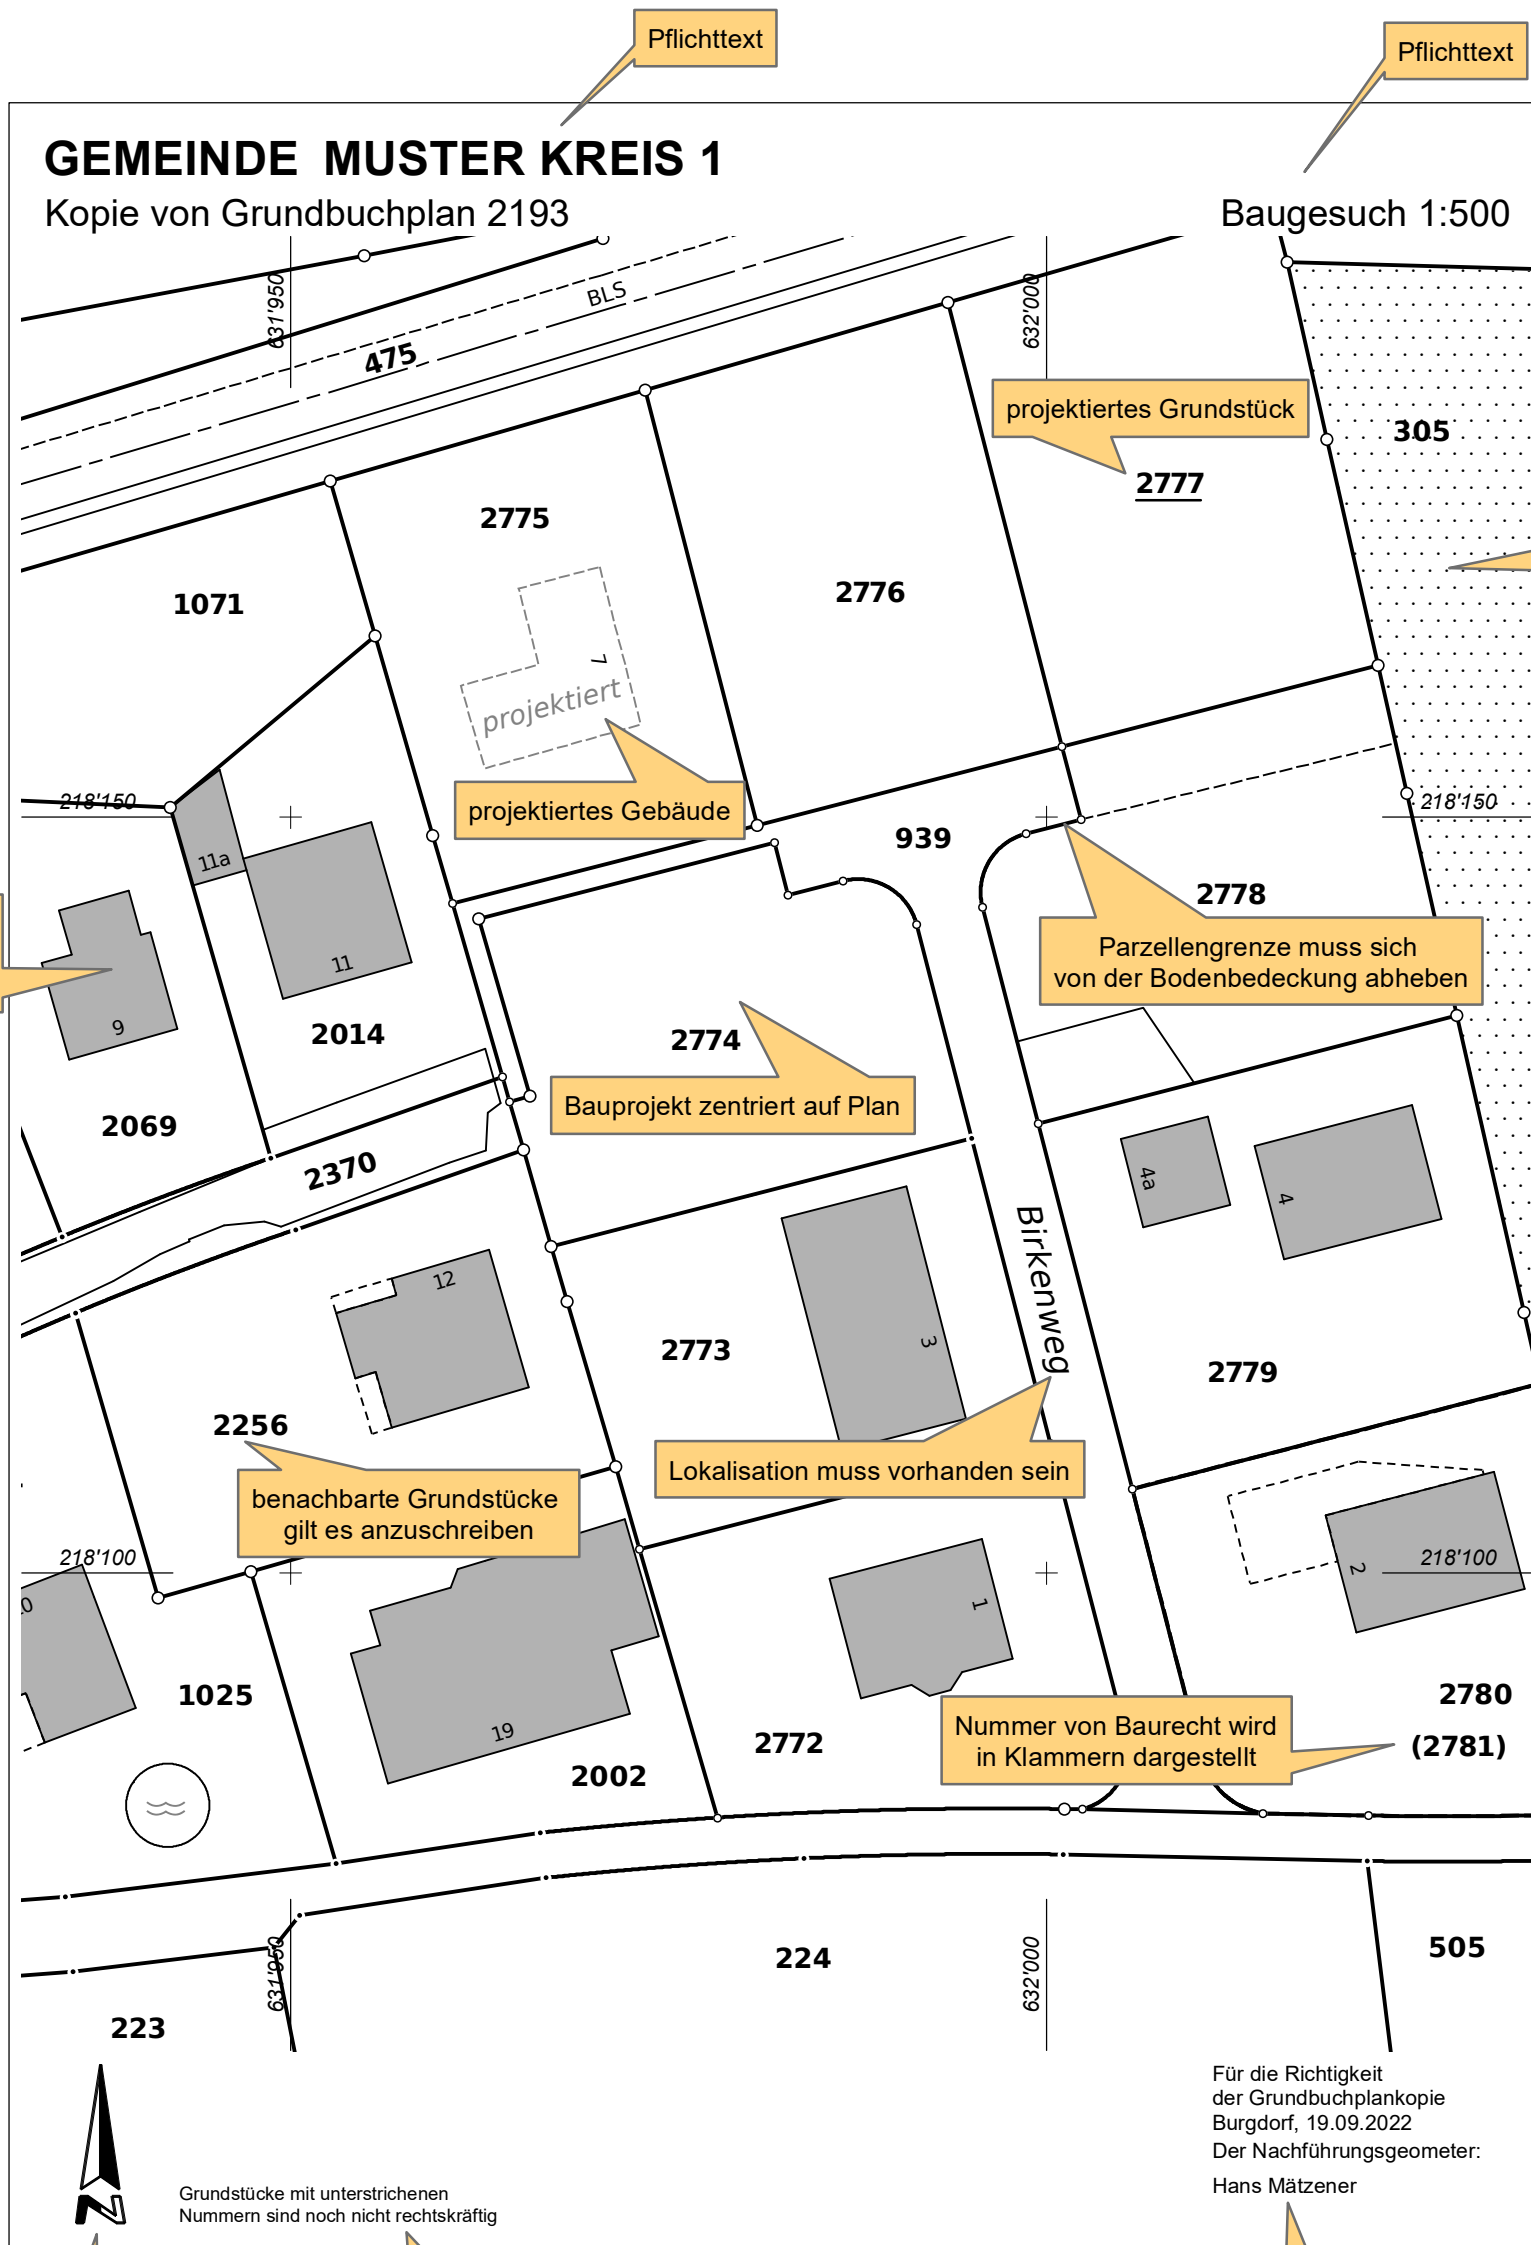 Pflichttext
Pflichttext
GEMEINDE MUSTER KREIS 1
Kopie von Grundbuchplan 2193
Baugesuch 1:500
631'950
BLS
632'000
475
projektiertes Grundstück
305
2777
2775
2776
1071
7
projektiert
218'150
projektiertes Gebäude
218'150
939
11a
2778
Parzellengrenze muss sich
von der Bodenbedeckung abheben
11
9
2014
2774
Bauprojekt zentriert auf Plan
2069
2370
4a
4
Birkenweg
12
3
2773
2779
2256
Lokalisation muss vorhanden sein
benachbarte Grundstücke
gilt es anzuschreiben
218'100
218'100
2
1
1025
2780
19
2772
Nummer von Baurecht wird
in Klammern dargestellt
(2781)
2002
631'950
632'000
224
505
223
Für die Richtigkeit
der Grundbuchplankopie
Burgdorf, 19.09.2022
Der Nachführungsgeometer:
Hans Mätzener
N
Grundstücke mit unterstrichenen
Nummern sind noch nicht rechtskräftig